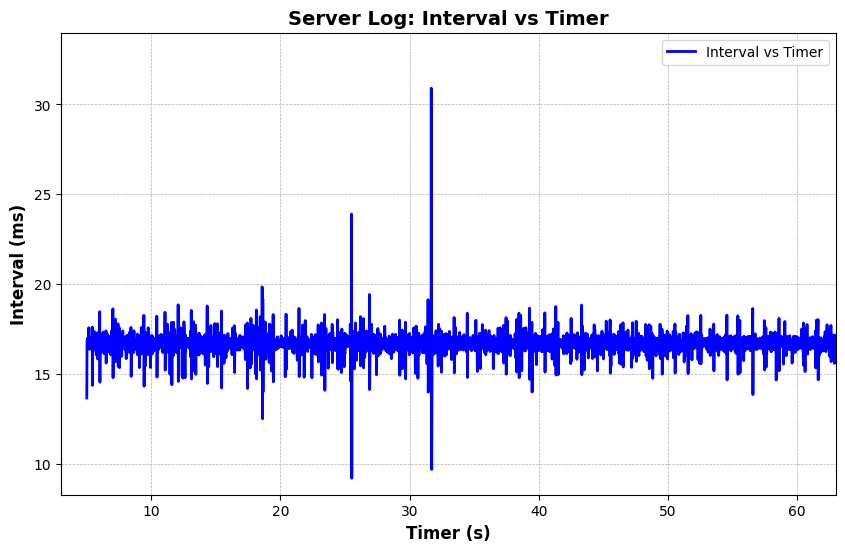 Server Log: Interval vs Timer
Interval vs Timer
30
25
20
15
10
Interval (ms)
10 20 30 40 50 60
Timer (s)